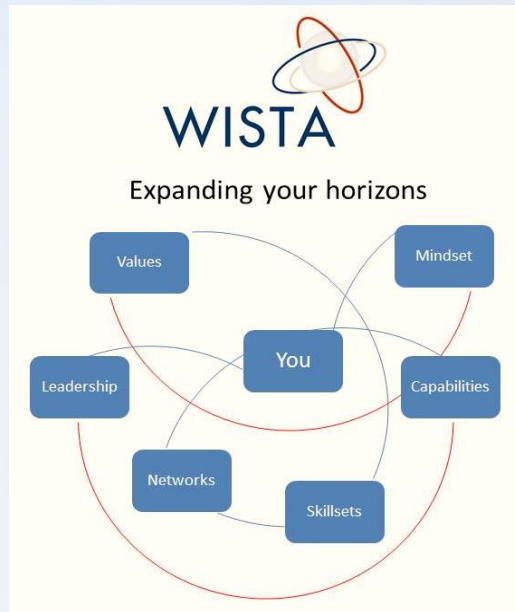 WISTA
Expanding your horizons
Values
Mindset
You
Leadership
Capabilities
Networks
Skillsets